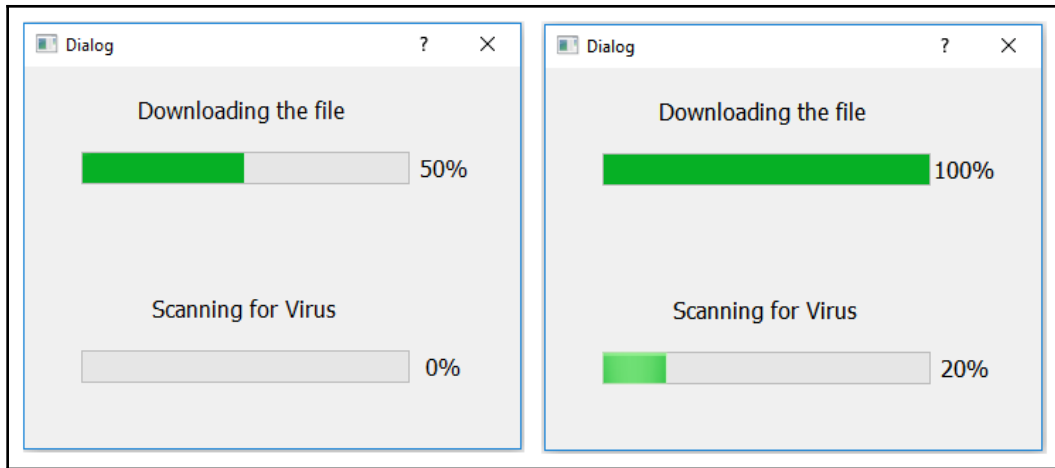 Dialog ?
Downloading the file
50%
Scanning for Virus
0%
Dialog ?
Downloading the file
100%
Scanning for Virus
20%